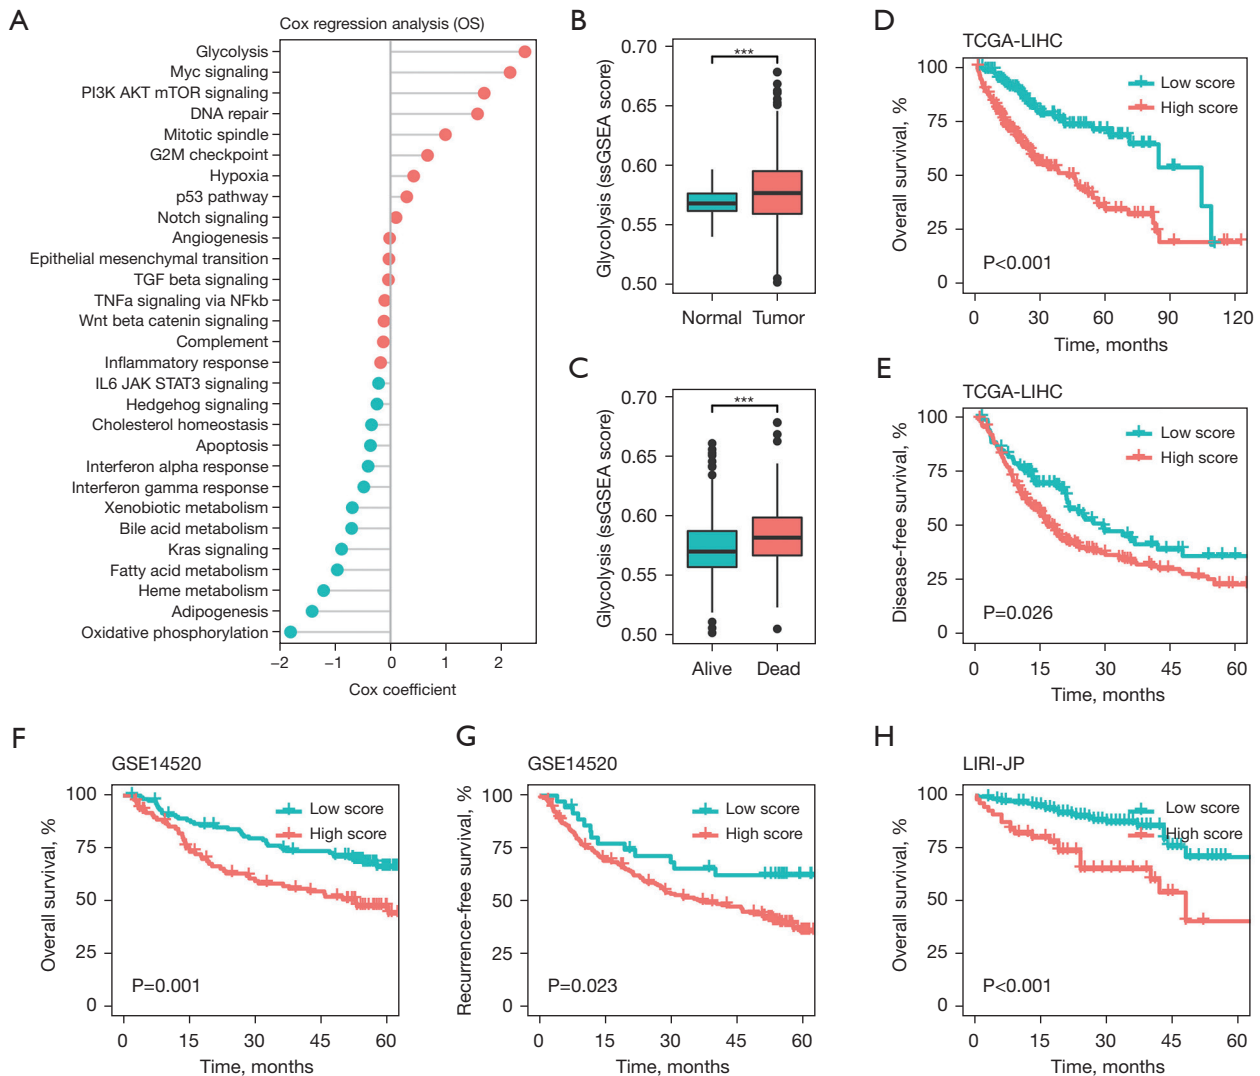 A
Cox regression analysis (OS)
Glycolysis
Myc signaling
PI3K AKT mTOR signaling
DNA repair
Mitotic spindle
G2M checkpoint
Hypoxia
p53 pathway
Notch signaling
Angiogenesis
Epithelial mesenchymal transition
TGF beta signaling
TNFa signaling via NFkb
Wnt beta catenin signaling
Complement
Inflammatory response
IL6 JAK STAT3 signaling
Hedgehog signaling
Cholesterol homeostasis
Apoptosis
Interferon alpha response
Interferon gamma response
Xenobiotic metabolism
Bile acid metabolism
Kras signaling
Fatty acid metabolism
Heme metabolism
Adipogenesis
Oxidative phosphorylation
−2 −1 0 1 2
Cox coefficient
B
Glycolysis (ssGSEA score)
0.70
0.65
0.60
0.55
0.50
***
Normal Tumor
C
Glycolysis (ssGSEA score)
0.70
0.65
0.60
0.55
0.50
***
Alive Dead
D
TCGA-LIHC
Overall survival, %
100
75
50
25
0
Low score
High score
P<0.001
0 30 60 90 120
Time, months
E
TCGA-LIHC
Disease-free survival, %
100
75
50
25
0
Low score
High score
P=0.026
0 15 30 45 60
Time, months
F
GSE14520
Overall survival, %
100
75
50
25
0
Low score
High score
P=0.001
0 15 30 45 60
Time, months
G
GSE14520
Recurrence-free survival, %
100
75
50
25
0
Low score
High score
P=0.023
0 15 30 45 60
Time, months
H
LIRI-JP
Overall survival, %
100
75
50
25
0
Low score
High score
P<0.001
0 15 30 45 60
Time, months